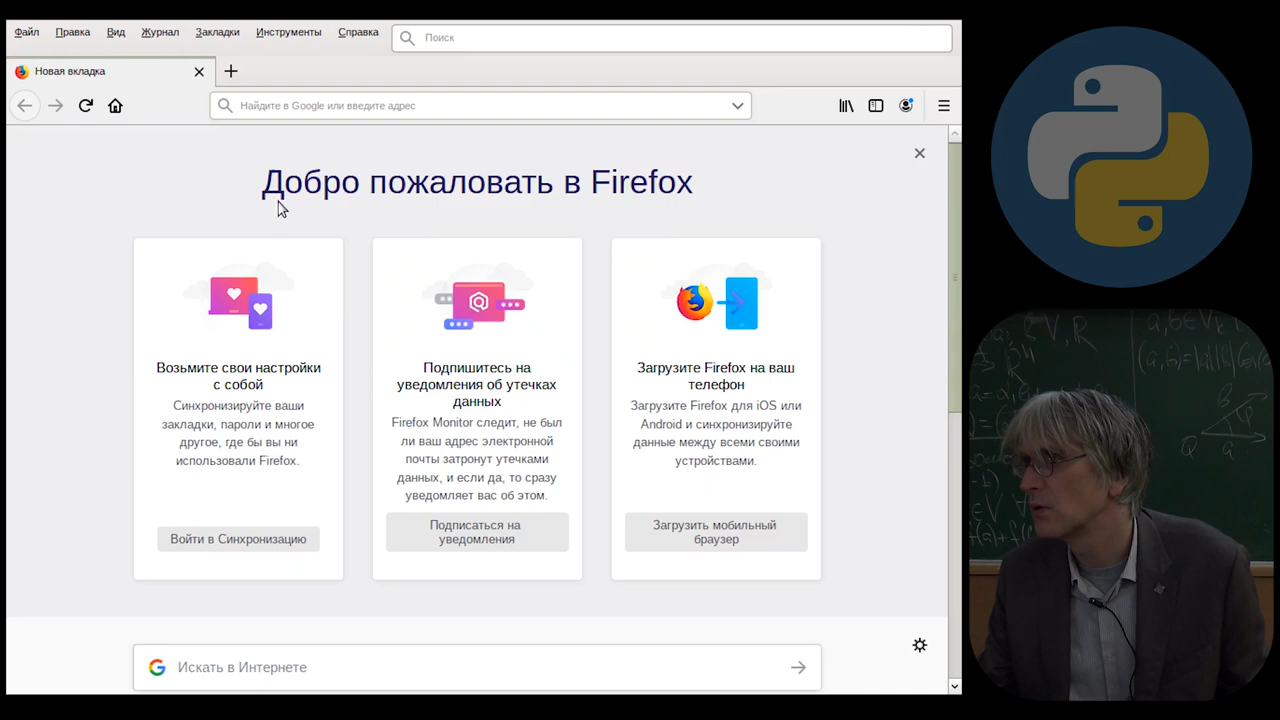 Файл Правка Вид Журнал Закладки Инструменты Справка Поиск
Новая вкладка
Найдите в Google или введите адрес
Добро пожаловать в Firefox
Возьмите свои настройки
с собой
Синхронизируйте ваши
закладки, пароли и многое
другое, где бы вы ни
использовали Firefox.
Войти в Синхронизацию
Подпишитесь на
уведомления об утечках
данных
Firefox Monitor следит, не был
ли ваш адрес электронной
почты затронут утечками
данных, и если да, то сразу
уведомляет вас об этом.
Подписаться на
уведомления
Загрузите Firefox на ваш
телефон
Загрузите Firefox для iOS или
Android и синхронизируйте
данные между всеми своими
устройствами.
Загрузить мобильный
браузер
Искать в Интернете